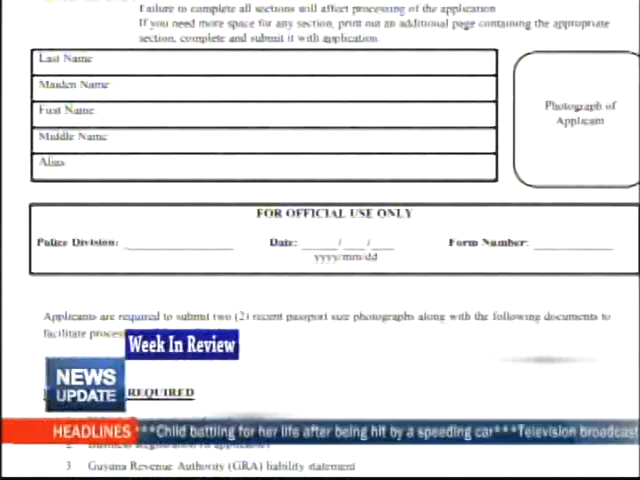 Failure to complete all sections will affect processing of the application
If you need more space for any section, print out an additional page containing the appropriate
section, complete and submit it with application.
Last Name
Maiden Name
First Name
Middle Name
Alias
Photograph of
Applicant
FOR OFFICIAL USE ONLY
Police Division: Date: / / Form Number:
yyyy/mm/dd
Applicants are required to submit two (2) recent passport size photographs along with the following documents to
facilitate
Week In Review
NEWS
UPDATE
REQUIRED
HEADLINES ***Child battling for her life after being hit by a speeding car***Television broadcast
3 Guyana Revenue Authority (GRA) liability statement